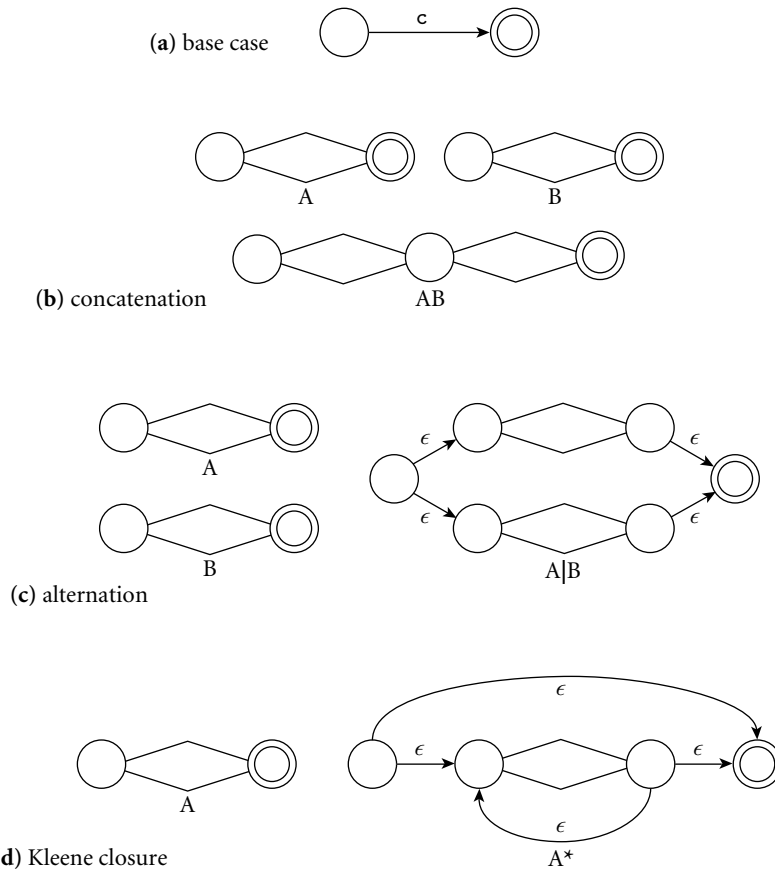 c
(a) base case
A B
(b) concatenation AB
A
ϵ ϵ
ϵ ϵ
B A|B
(c) alternation
ϵ
ϵ ϵ
A
ϵ
d) Kleene closure A*